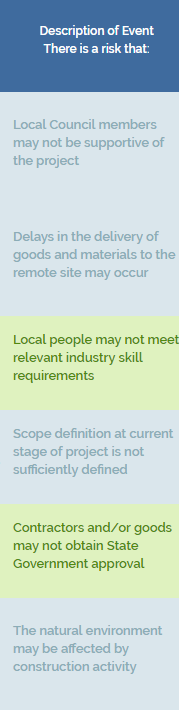 Description of Event
There is a risk that:
Local Council members
may not be supportive of
the project
Delays in the delivery of
goods and materials to the
remote site may occur
Local people may not meet
relevant industry skill
requirements
Scope definition at current
stage of project is not
sufficiently defined
Contractors and/or goods
may not obtain State
Government approval
The natural environment
may be affected by
construction activity